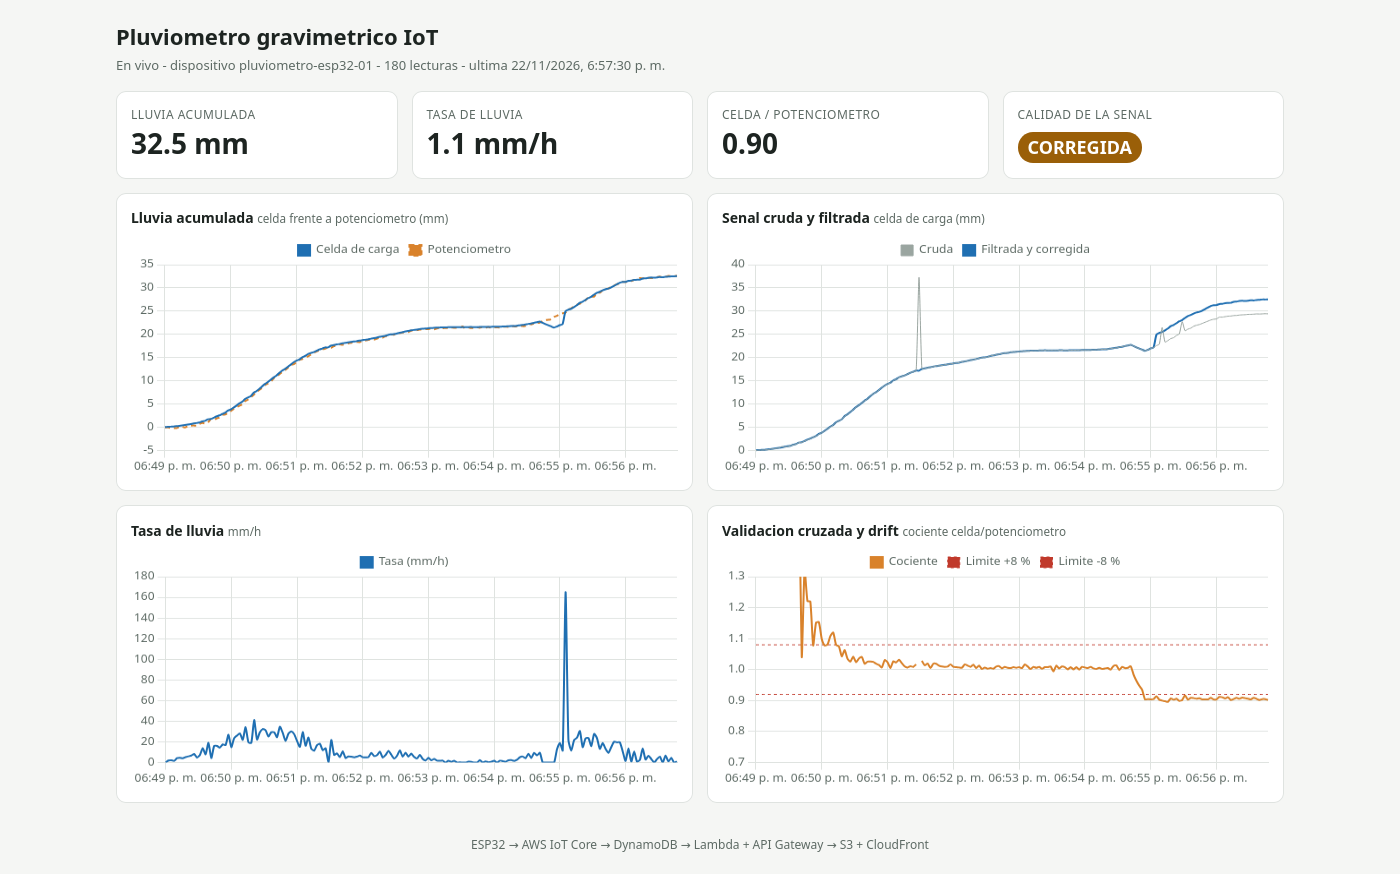 Pluviometro gravimetrico IoT
En vivo - dispositivo pluviometro-esp32-01 - 180 lecturas - ultima 22/11/2026, 6:57:30 p. m.
LLUVIA ACUMULADA
32.5 mm
TASA DE LLUVIA
1.1 mm/h
CELDA / POTENCIOMETRO
0.90
CALIDAD DE LA SENAL
CORREGIDA
Lluvia acumulada celda frente a potenciometro (mm)
Celda de carga Potenciometro
35
30
25
20
15
10
5
0
-5
06:49 p. m. 06:50 p. m. 06:51 p. m. 06:52 p. m. 06:53 p. m. 06:54 p. m. 06:55 p. m. 06:56 p. m.
Senal cruda y filtrada celda de carga (mm)
Cruda Filtrada y corregida
40
35
30
25
20
15
10
5
0
06:49 p. m. 06:50 p. m. 06:51 p. m. 06:52 p. m. 06:53 p. m. 06:54 p. m. 06:55 p. m. 06:56 p. m.
Tasa de lluvia mm/h
Tasa (mm/h)
180
160
140
120
100
80
60
40
20
0
06:49 p. m. 06:50 p. m. 06:51 p. m. 06:52 p. m. 06:53 p. m. 06:54 p. m. 06:55 p. m. 06:56 p. m.
Validacion cruzada y drift cociente celda/potenciometro
Cociente Limite +8 % Limite -8 %
1.3
1.2
1.1
1.0
0.9
0.8
0.7
06:49 p. m. 06:50 p. m. 06:51 p. m. 06:52 p. m. 06:53 p. m. 06:54 p. m. 06:55 p. m. 06:56 p. m.
ESP32 → AWS IoT Core → DynamoDB → Lambda + API Gateway → S3 + CloudFront